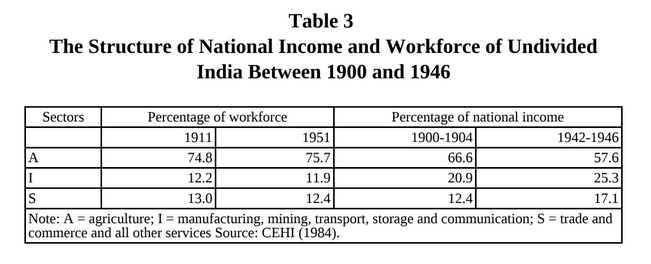 Table 3
The Structure of National Income and Workforce of Undivided
India Between 1900 and 1946
Sectors Percentage of workforce Percentage of national income
1911 1951 1900-1904 1942-1946
A 74.8 75.7 66.6 57.6
I 12.2 11.9 20.9 25.3
S 13.0 12.4 12.4 17.1
Note: A = agriculture; I = manufacturing, mining, transport, storage and communication; S = trade and
commerce and all other services Source: CEHI (1984).